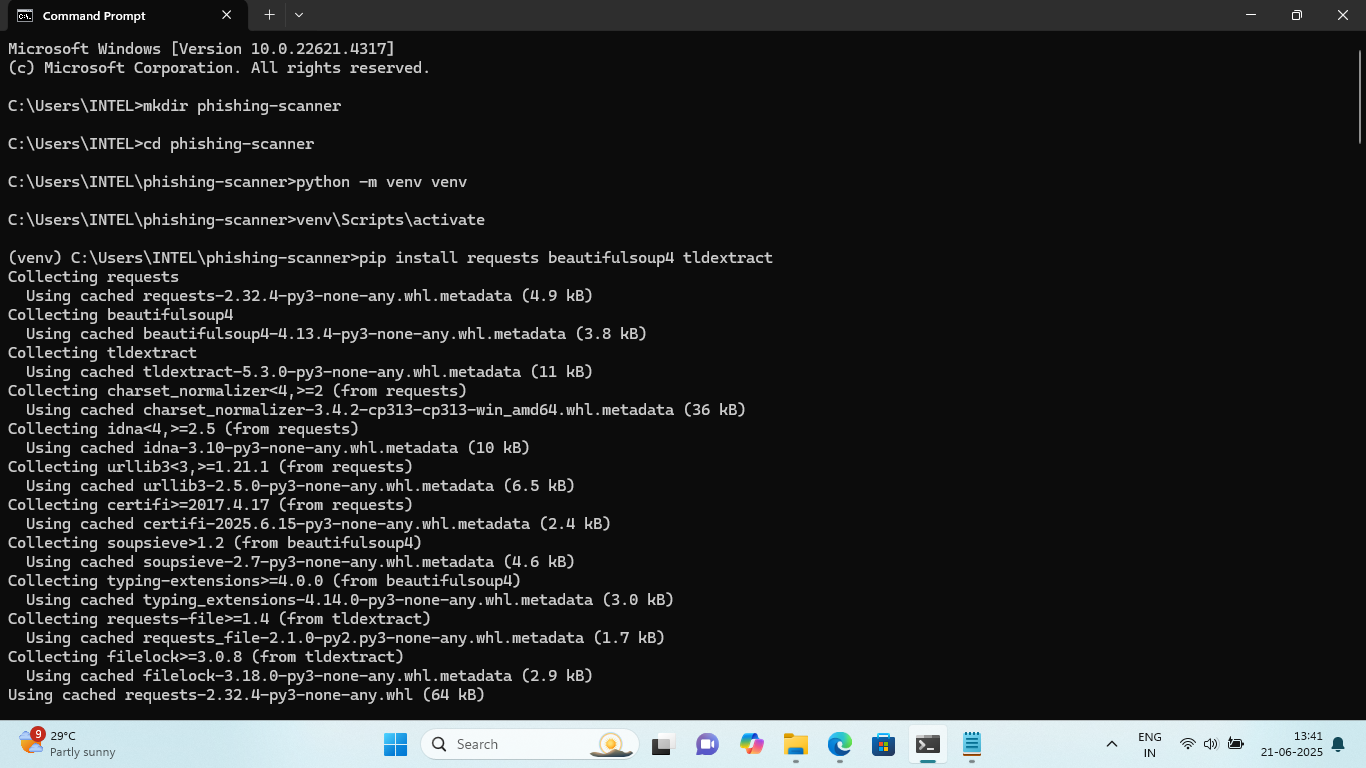 Command Prompt
Microsoft Windows [Version 10.0.22621.4317]
(c) Microsoft Corporation. All rights reserved.
C:\Users\INTEL>mkdir phishing-scanner
C:\Users\INTEL>cd phishing-scanner
C:\Users\INTEL\phishing-scanner>python -m venv venv
C:\Users\INTEL\phishing-scanner>venv\Scripts\activate
(venv) C:\Users\INTEL\phishing-scanner>pip install requests beautifulsoup4 tldextract
Collecting requests
  Using cached requests-2.32.4-py3-none-any.whl.metadata (4.9 kB)
Collecting beautifulsoup4
  Using cached beautifulsoup4-4.13.4-py3-none-any.whl.metadata (3.8 kB)
Collecting tldextract
  Using cached tldextract-5.3.0-py3-none-any.whl.metadata (11 kB)
Collecting charset_normalizer<4,>=2 (from requests)
  Using cached charset_normalizer-3.4.2-cp313-cp313-win_amd64.whl.metadata (36 kB)
Collecting idna<4,>=2.5 (from requests)
  Using cached idna-3.10-py3-none-any.whl.metadata (10 kB)
Collecting urllib3<3,>=1.21.1 (from requests)
  Using cached urllib3-2.5.0-py3-none-any.whl.metadata (6.5 kB)
Collecting certifi>=2017.4.17 (from requests)
  Using cached certifi-2025.6.15-py3-none-any.whl.metadata (2.4 kB)
Collecting soupsieve>1.2 (from beautifulsoup4)
  Using cached soupsieve-2.7-py3-none-any.whl.metadata (4.6 kB)
Collecting typing-extensions>=4.0.0 (from beautifulsoup4)
  Using cached typing_extensions-4.14.0-py3-none-any.whl.metadata (3.0 kB)
Collecting requests-file>=1.4 (from tldextract)
  Using cached requests_file-2.1.0-py2.py3-none-any.whl.metadata (1.7 kB)
Collecting filelock>=3.0.8 (from tldextract)
  Using cached filelock-3.18.0-py3-none-any.whl.metadata (2.9 kB)
Using cached requests-2.32.4-py3-none-any.whl (64 kB)
9
29°C
Partly sunny
Search
ENG
IN
13:41
21-06-2025